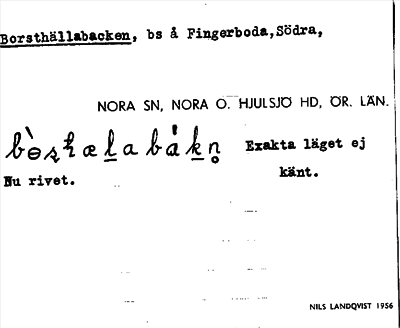 Borsthällabacken, bs å Fingerboda,Södra,
NORA SN, NORA O. HJULSJÖ HD, ÖR. LÄN.
Exakta läget ej
känt.
Nu rivet.
NILS LANDQVIST 1956